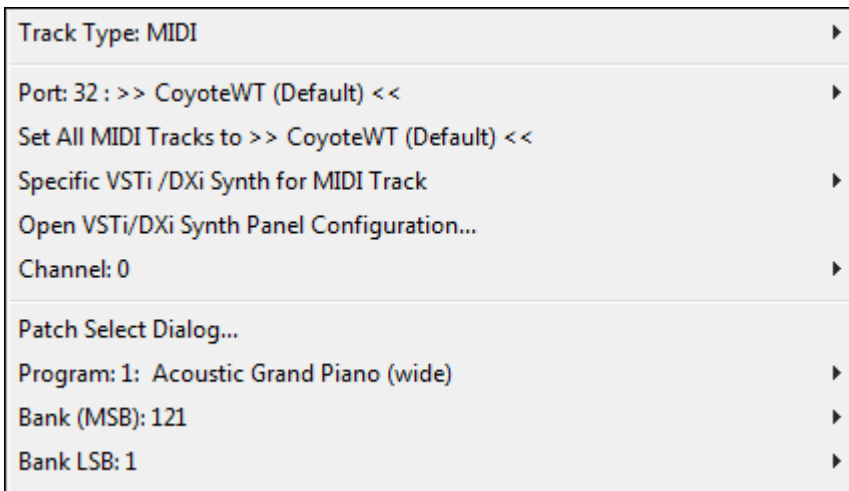 Track Type: MIDI
Port: 32 : >> CoyoteWT (Default) <<
Set All MIDI Tracks to >> CoyoteWT (Default) <<
Specific VSTi /DXi Synth for MIDI Track
Open VSTi/DXi Synth Panel Configuration...
Channel: 0
Patch Select Dialog...
Program: 1:  Acoustic Grand Piano (wide)
Bank (MSB): 121
Bank LSB: 1